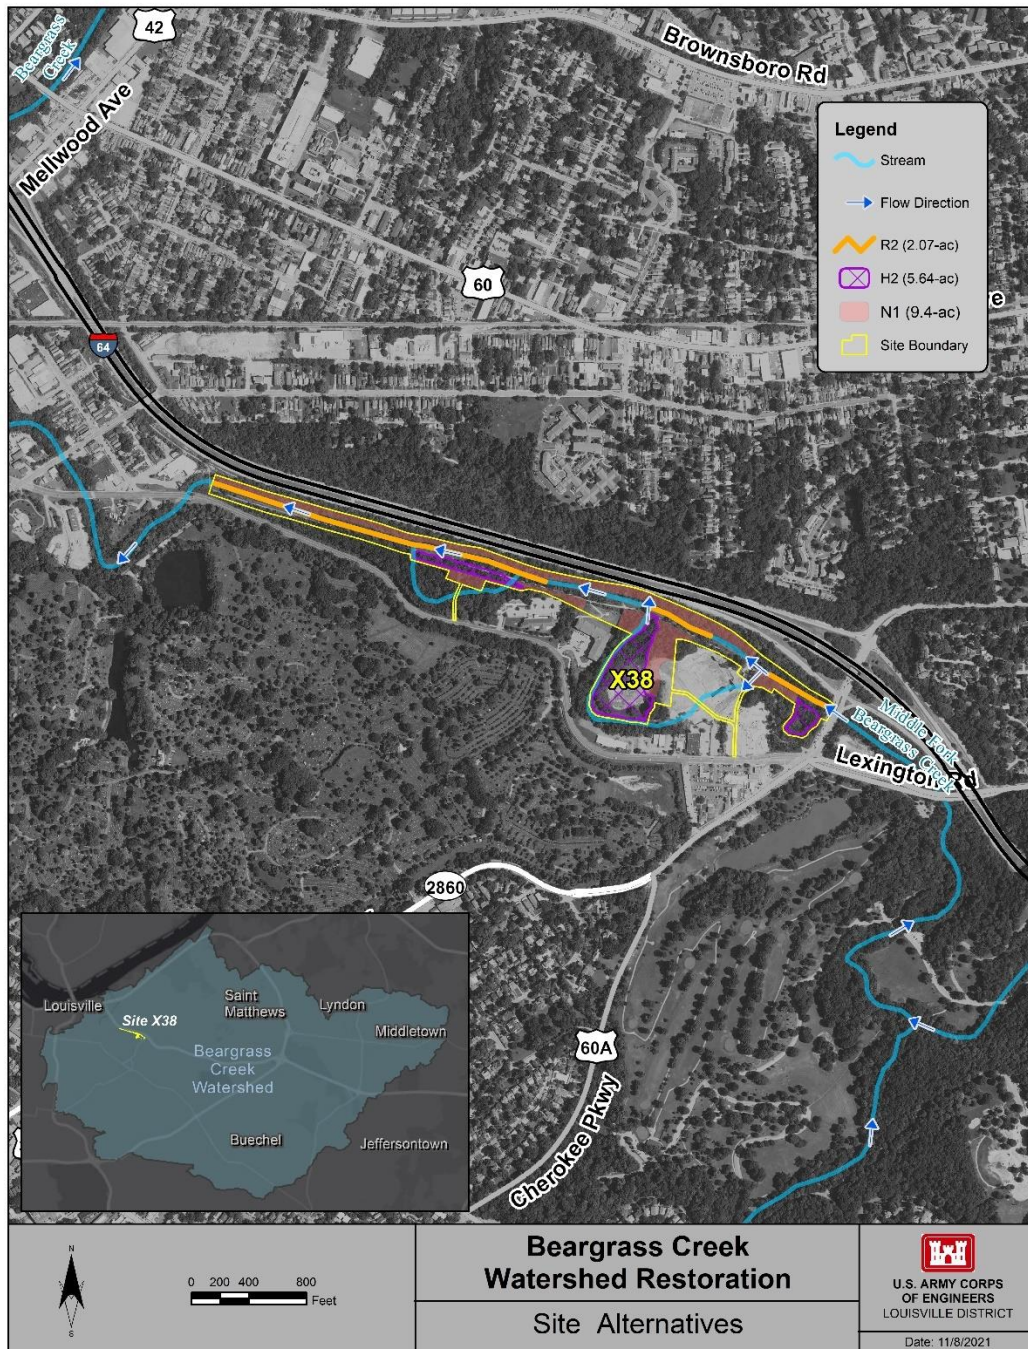 42
Beargrass
Creek
Brownsboro Rd
Mellwood Ave
Legend
Stream
Flow Direction
R2 (2.07-ac)
H2 (5.64-ac)
N1 (9.4-ac)
Site Boundary
60
64
X38
Middle Fork
Beargrass Creek
Lexington
2860
60A
Cherokee Pkwy
Louisville
Site X38
Saint
Matthews
Lyndon
Middletown
Beargrass
Creek
Watershed
Buechel
Jeffersontown
N
S
0 200 400 800
Feet
Beargrass Creek
Watershed Restoration
Site Alternatives
U.S. ARMY CORPS
OF ENGINEERS
LOUISVILLE DISTRICT
Date: 11/8/2021